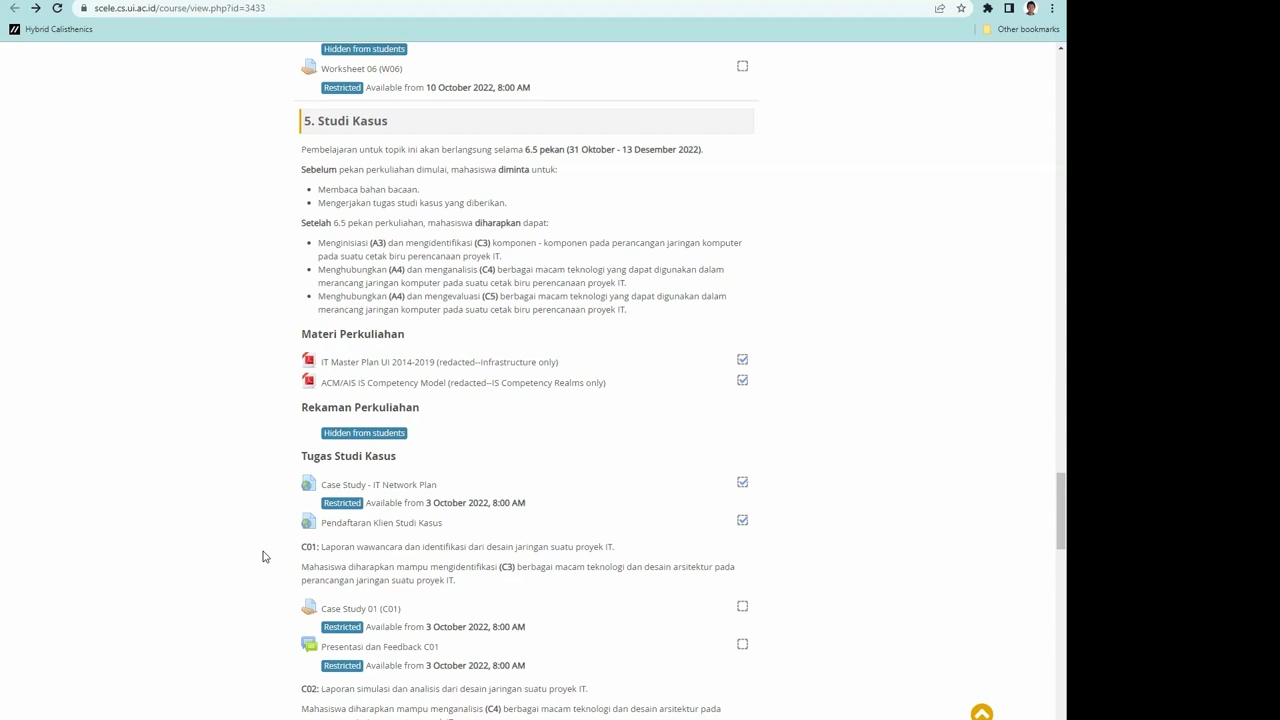 scele.cs.ui.ac.id/course/view.php?id=3433
Hybrid Calisthenics
Other bookmarks
Hidden from students
Worksheet 06 (W06)
Restricted Available from 10 October 2022, 8:00 AM
5. Studi Kasus
Pembelajaran untuk topik ini akan berlangsung selama 6.5 pekan (31 Oktober - 13 Desember 2022).
Sebelum pekan perkuliahan dimulai, mahasiswa diminta untuk:
Membaca bahan bacaan.
Mengerjakan tugas studi kasus yang diberikan.
Setelah 6.5 pekan perkuliahan, mahasiswa diharapkan dapat:
Menginisiasi (A3) dan mengidentifikasi (C3) komponen - komponen pada perancangan jaringan komputer
pada suatu cetak biru perencanaan proyek IT.
Menghubungkan (A4) dan menganalisis (C4) berbagai macam teknologi yang dapat digunakan dalam
merancang jaringan komputer pada suatu cetak biru perencanaan proyek IT.
Menghubungkan (A4) dan mengevaluasi (C5) berbagai macam teknologi yang dapat digunakan dalam
merancang jaringan komputer pada suatu cetak biru perencanaan proyek IT.
Materi Perkuliahan
IT Master Plan UI 2014-2019 (redacted--Infrastructure only)
ACM/AIS IS Competency Model (redacted--IS Competency Realms only)
Rekaman Perkuliahan
Hidden from students
Tugas Studi Kasus
Case Study - IT Network Plan
Restricted Available from 3 October 2022, 8:00 AM
Pendaftaran Klien Studi Kasus
C01: Laporan wawancara dan identifikasi dari desain jaringan suatu proyek IT.
Mahasiswa diharapkan mampu mengidentifikasi (C3) berbagai macam teknologi dan desain arsitektur pada
perancangan jaringan suatu proyek IT.
Case Study 01 (C01)
Restricted Available from 3 October 2022, 8:00 AM
Presentasi dan Feedback C01
Restricted Available from 3 October 2022, 8:00 AM
C02: Laporan simulasi dan analisis dari desain jaringan suatu proyek IT.
Mahasiswa diharapkan mampu menganalisis (C4) berbagai macam teknologi dan desain arsitektur pada